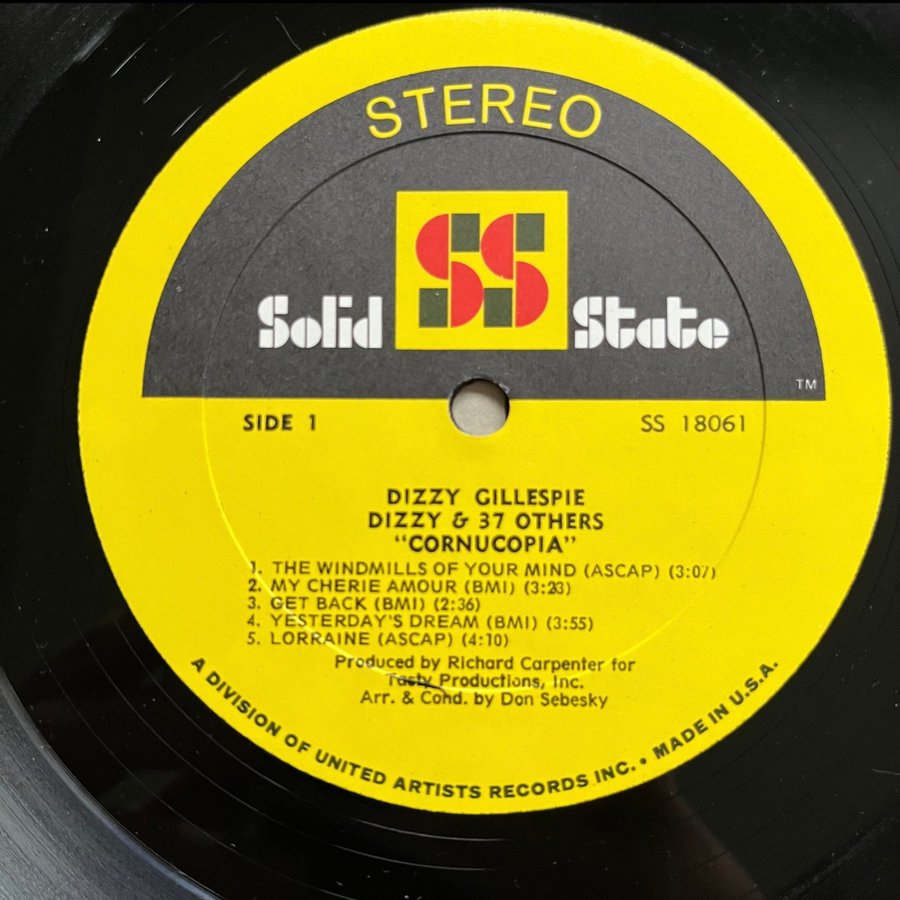 STEREO
Solid SS State
TM
SIDE 1 SS 18061
DIZZY GILLESPIE
DIZZY & 37 OTHERS
"CORNUCOPIA"
1. THE WINDMILLS OF YOUR MIND (ASCAP) (3:07)
2. MY CHERIE AMOUR (BMI) (3:23)
3. GET BACK (BMI) (2:36)
4. YESTERDAY'S DREAM (BMI) (3:55)
5. LORRAINE (ASCAP) (4:10)
Produced by Richard Carpenter for
Tasty Productions, Inc.
Arr. & Cond. by Don Sebesky
A DIVISION OF UNITED ARTISTS RECORDS INC. • MADE IN U.S.A.